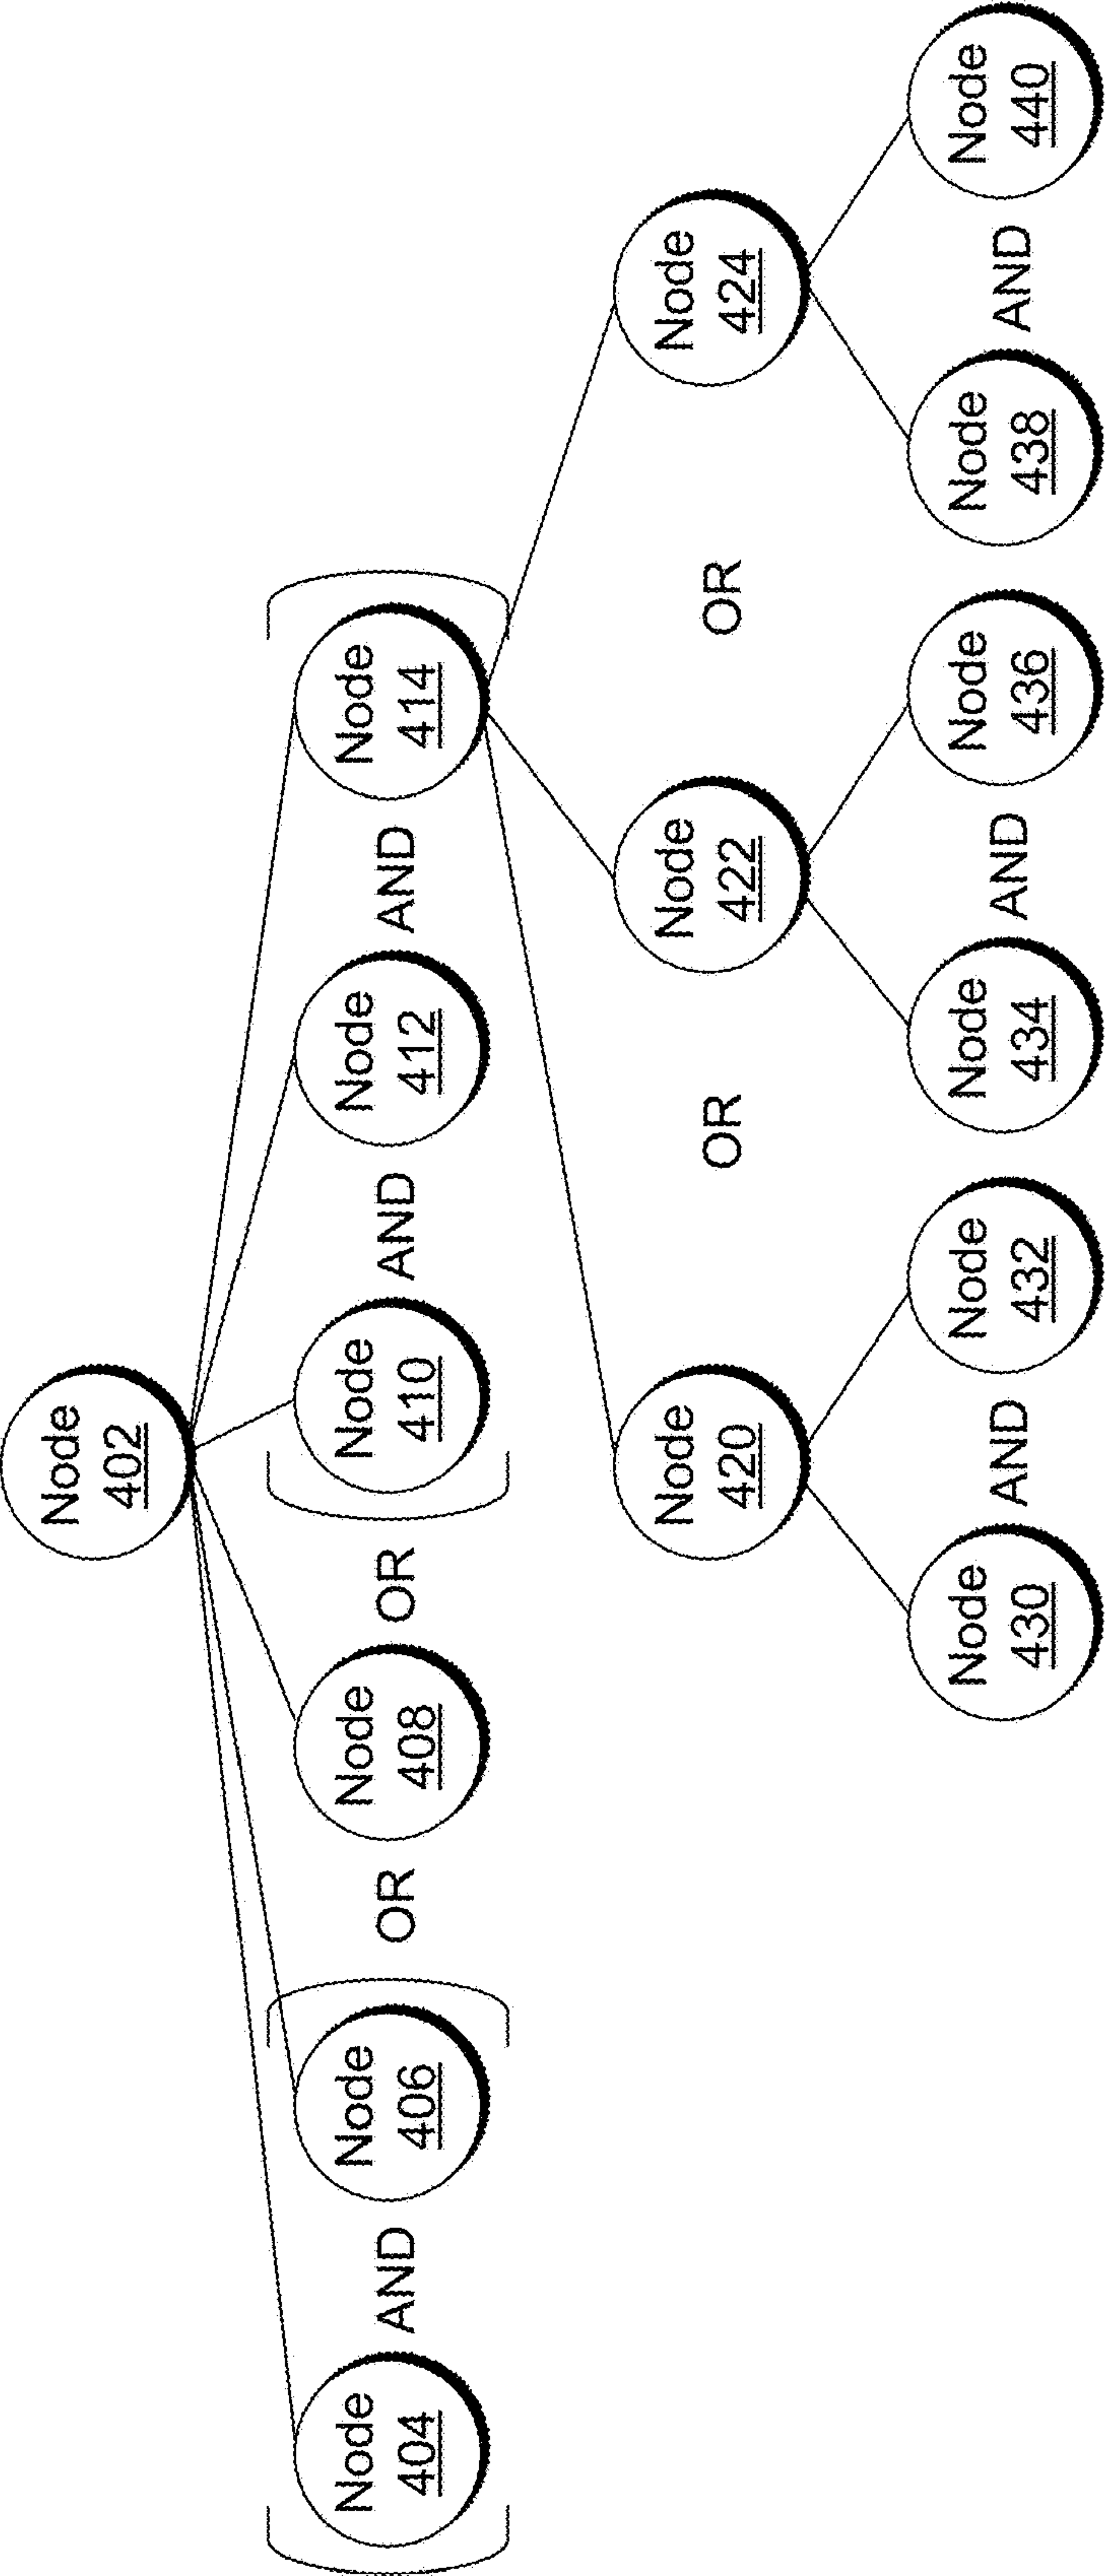 Node
402
Node
404
AND
Node
406
OR
Node
408
OR
Node
410
AND
Node
412
AND
Node
414
Node
420
OR
Node
422
OR
Node
424
Node
430
AND
Node
432
Node
434
AND
Node
436
Node
438
AND
Node
440